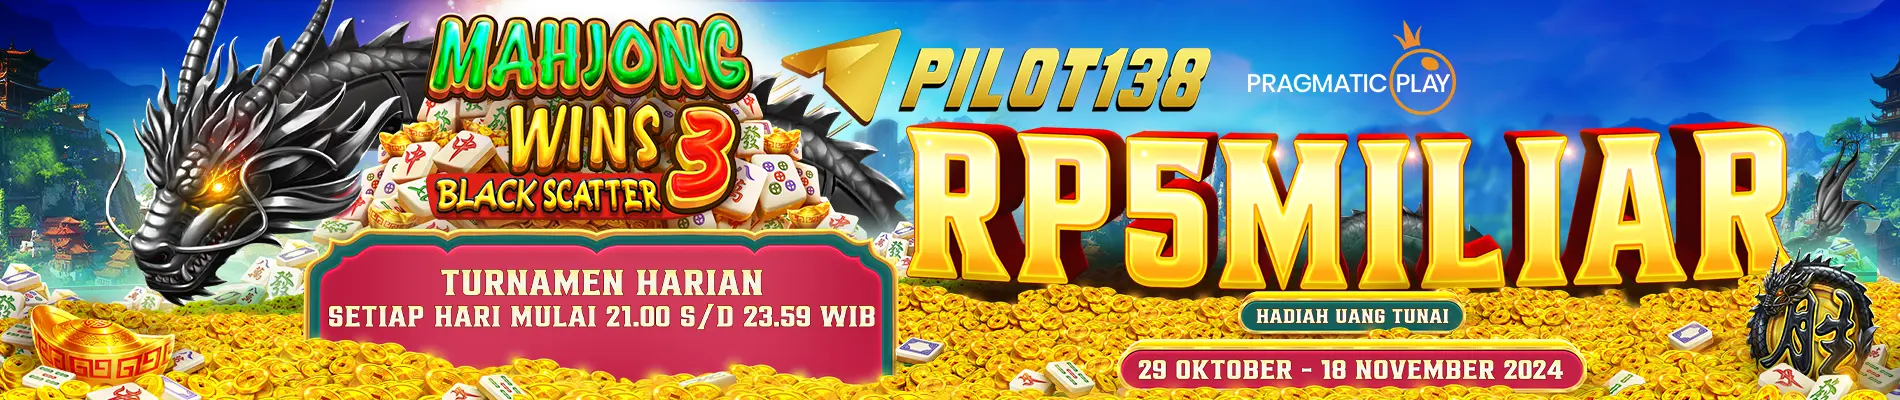 MAHJONG
WINS 3
BLACK SCATTER
PILOT138
PRAGMATIC PLAY
RP5MILIAR
TURNAMEN HARIAN
SETIAP HARI MULAI 21.00 S/D 23.59 WIB
HADIAH UANG TUNAI
29 OKTOBER - 18 NOVEMBER 2024
胜